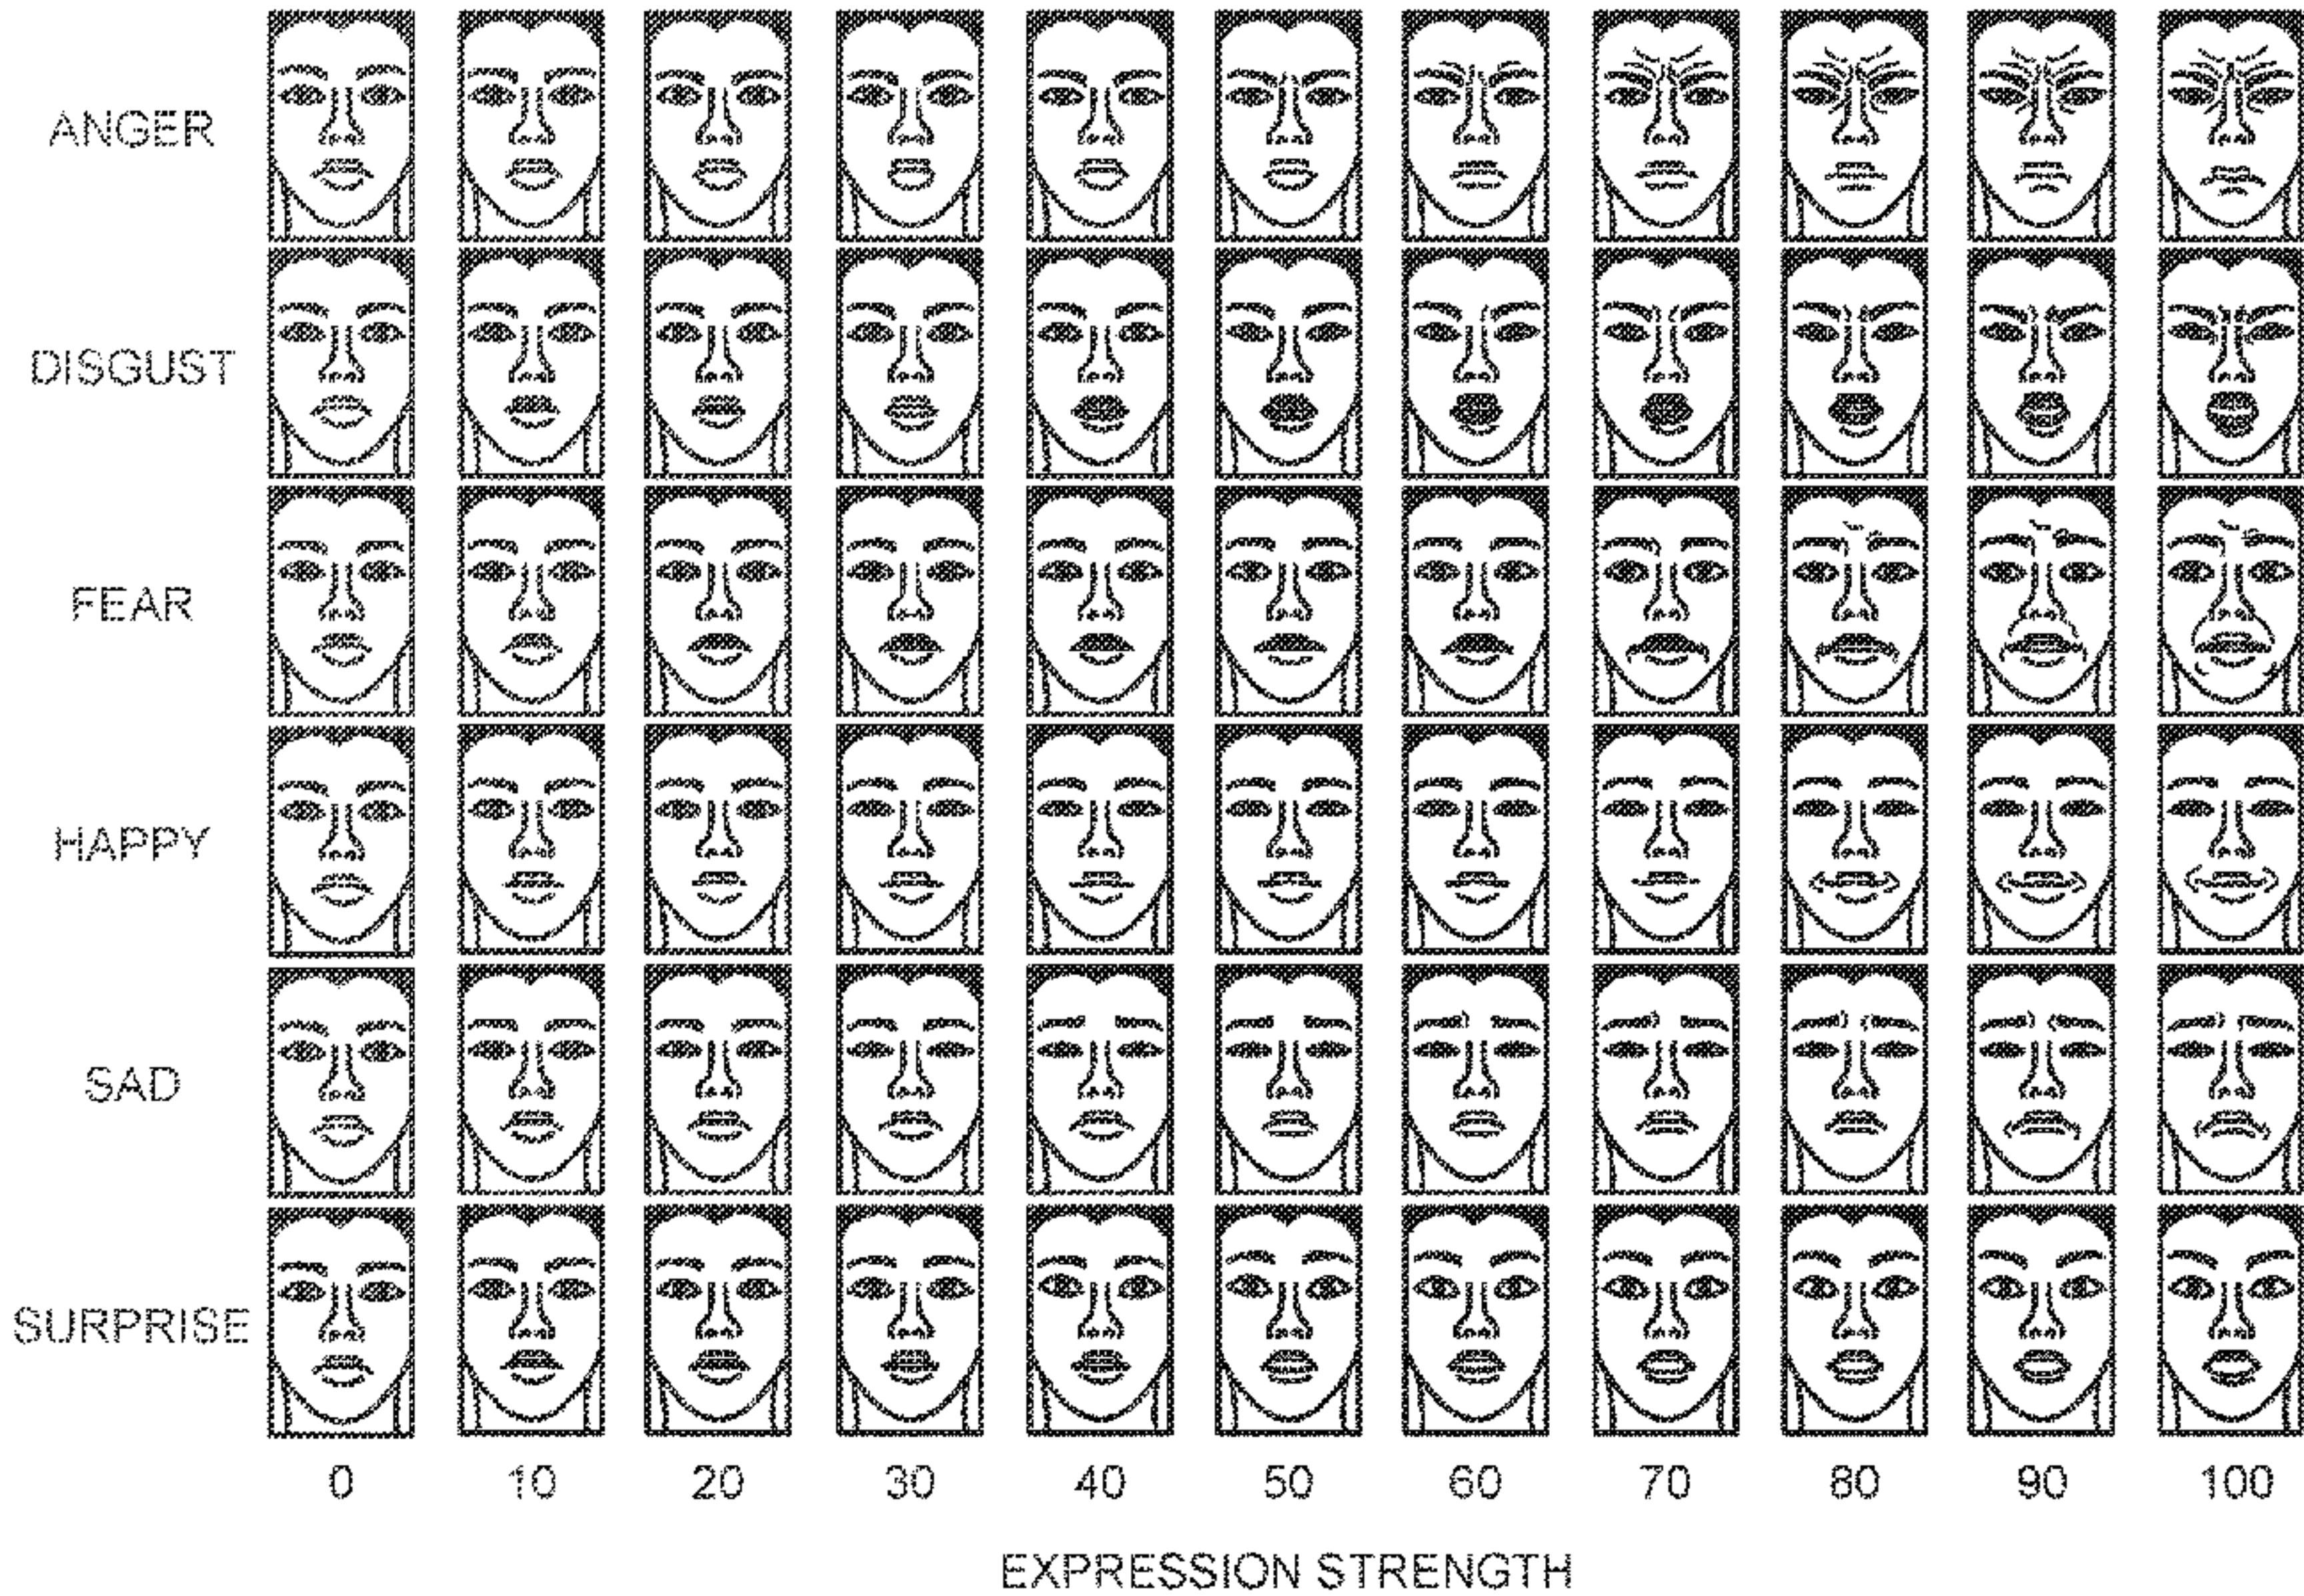 ANGER
DISGUST
FEAR
HAPPY
SAD
SURPRISE
0 10 20 30 40 50 60 70 80 90 100
EXPRESSION STRENGTH